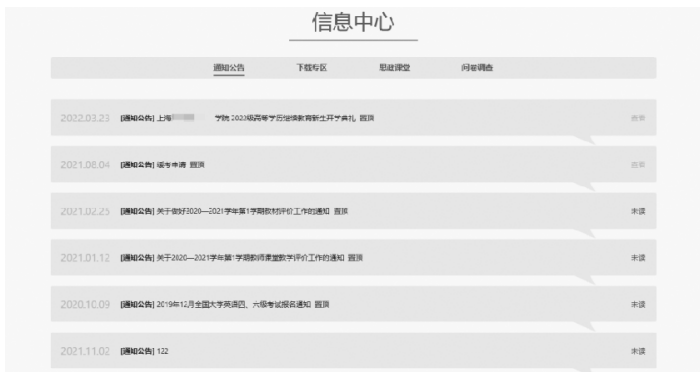 信息中心
通知公告 下载专区 思政课堂 问卷调查
2022.03.23 [通知公告] 上海 学院 2023级高等学历继续教育新生开学典礼 置顶
2021.08.04 [通知公告] 缓考申请 置顶
2021.02.25 [通知公告] 关于做好2020—2021学年第1学期教材评价工作的通知 置顶 未读
2021.01.12 [通知公告] 关于2020—2021学年第1学期教师课堂教学评价工作的通知 置顶 未读
2020.10.09 [通知公告] 2019年12月全国大学英语四、六级考试报名通知 置顶 未读
2021.11.02 [通知公告] 122 未读